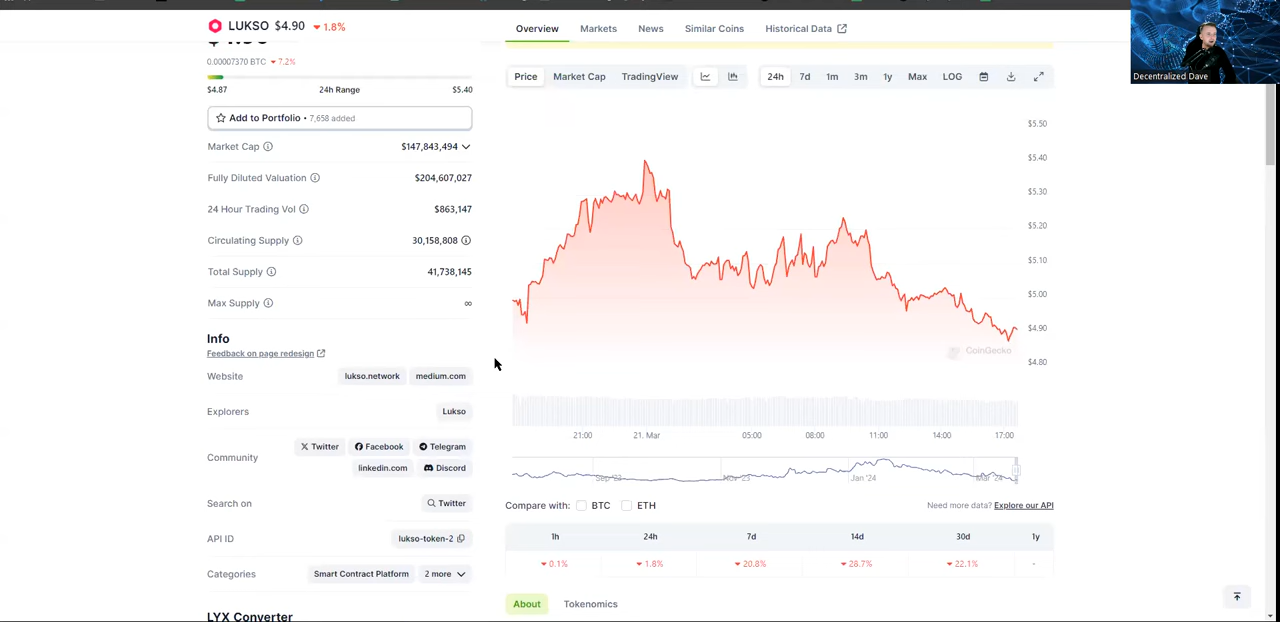 LUKSO $4.90 1.8%
0.00007370 BTC 7.2%
$4.87 24h Range $5.40
Add to Portfolio • 7,658 added
Market Cap $147,843,494
Fully Diluted Valuation $204,607,027
24 Hour Trading Vol $863,147
Circulating Supply 30,158,808
Total Supply 41,738,145
Max Supply ∞
Info
Feedback on page redesign
Website lukso.network medium.com
Explorers Lukso
Community Twitter Facebook Telegram
linkedin.com Discord
Search on Twitter
API ID lukso-token-2
Categories Smart Contract Platform 2 more
LYX Converter
Overview Markets News Similar Coins Historical Data
Price Market Cap TradingView 24h 7d 1m 3m 1y Max LOG
$5.50
$5.40
$5.30
$5.20
$5.10
$5.00
$4.90
$4.80
CoinGecko
21:00 21. Mar 05:00 08:00 11:00 14:00 17:00
Sep '23 Nov '23 Jan '24 Mar '24
Compare with: BTC ETH Need more data? Explore our API
1h 24h 7d 14d 30d 1y
0.1% 1.8% 20.8% 28.7% 22.1% -
About Tokenomics
Decentralized Dave